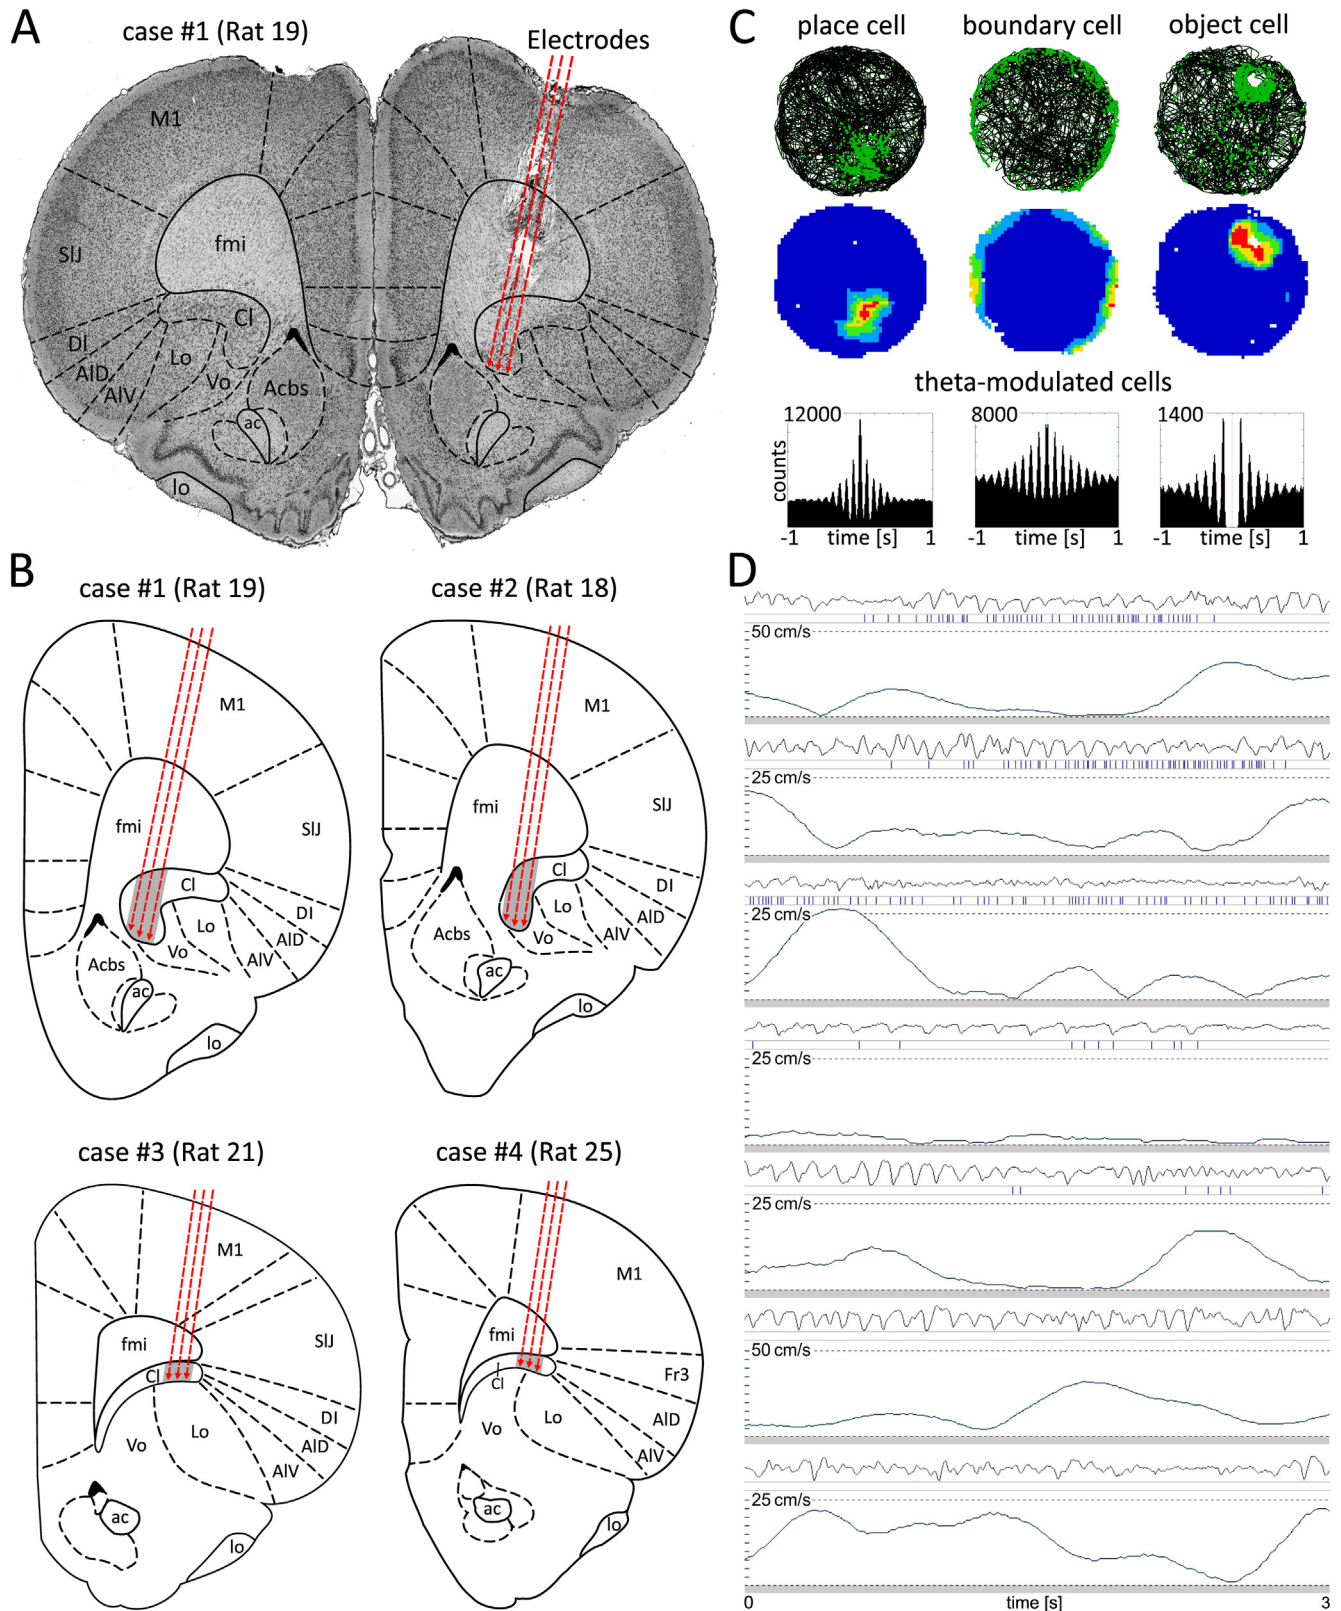 A
case #1 (Rat 19)
Electrodes
M1
fmi
SIJ
Cl
DI
Lo
AID
Vo
AIV
Acbs
ac
lo
B
case #1 (Rat 19)
M1
fmi
SIJ
Cl
DI
Lo
AID
Vo
AIV
Acbs
ac
lo
case #2 (Rat 18)
M1
fmi
SIJ
Cl
DI
Lo
AID
Vo
AIV
Acbs
ac
lo
case #3 (Rat 21)
M1
fmi
SIJ
Cl
DI
Lo
AID
Vo
AIV
ac
lo
case #4 (Rat 25)
M1
fmi
Fr3
Cl
AID
Lo
Vo
AIV
ac
lo
C
place cell boundary cell object cell
theta-modulated cells
12000 8000 1400
counts
-1 time [s] 1 -1 time [s] 1 -1 time [s] 1
D
50 cm/s
25 cm/s
25 cm/s
25 cm/s
25 cm/s
50 cm/s
25 cm/s
0 time [s] 3